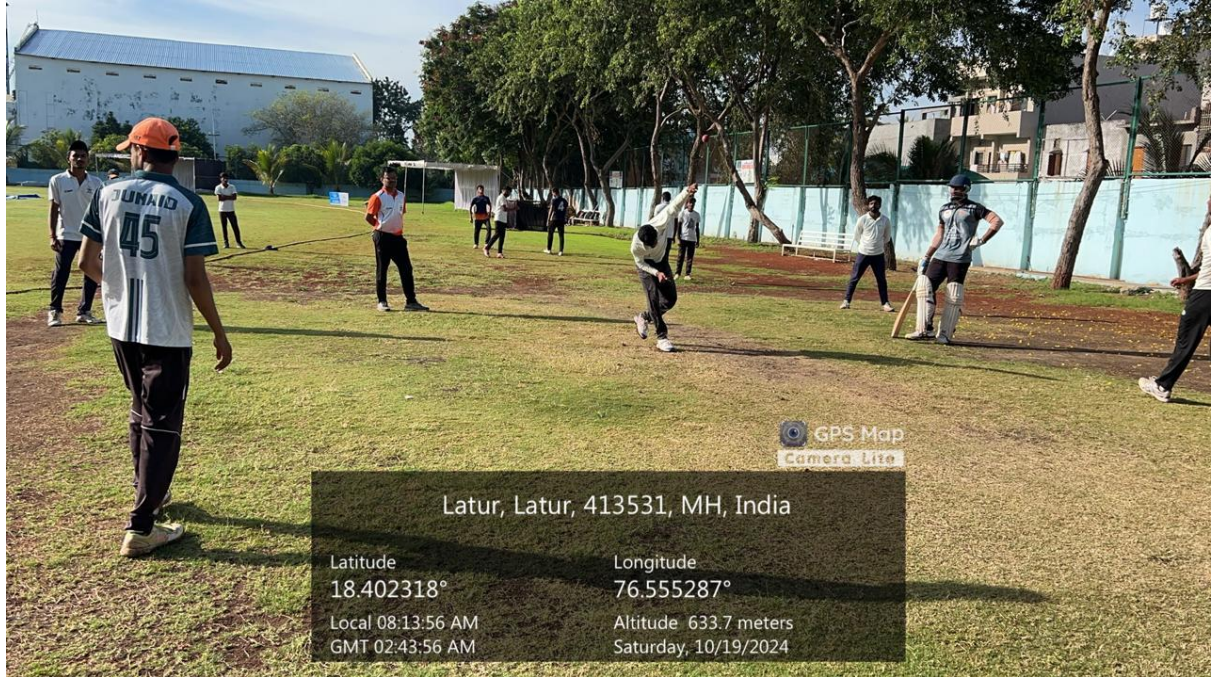 JUNAID
45
7
GPS Map
Camera Lite
Latur, Latur, 413531, MH, India
Latitude
18.402318°
Longitude
76.555287°
Local 08:13:56 AM
GMT 02:43:56 AM
Altitude 633.7 meters
Saturday, 10/19/2024